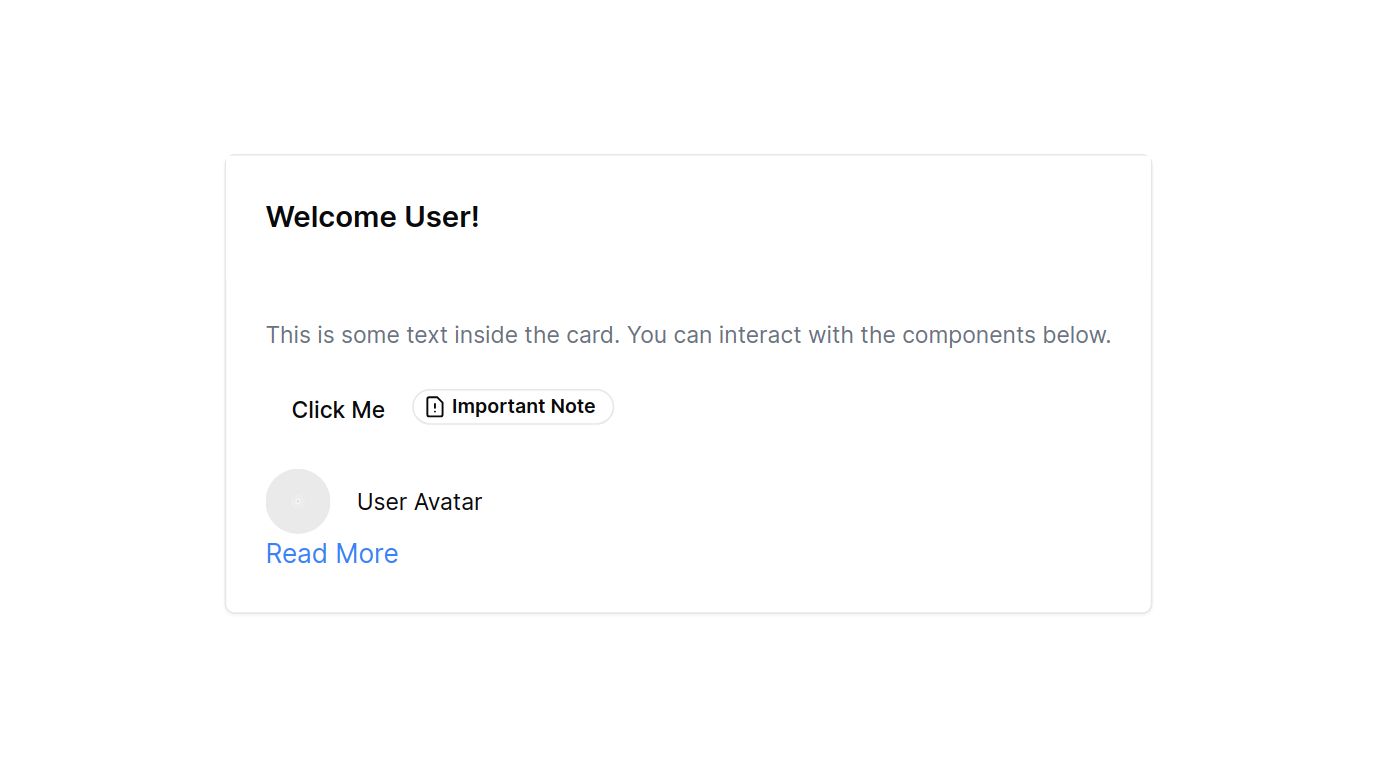 Welcome User!
This is some text inside the card. You can interact with the components below.
Click Me
Important Note
User Avatar
Read More